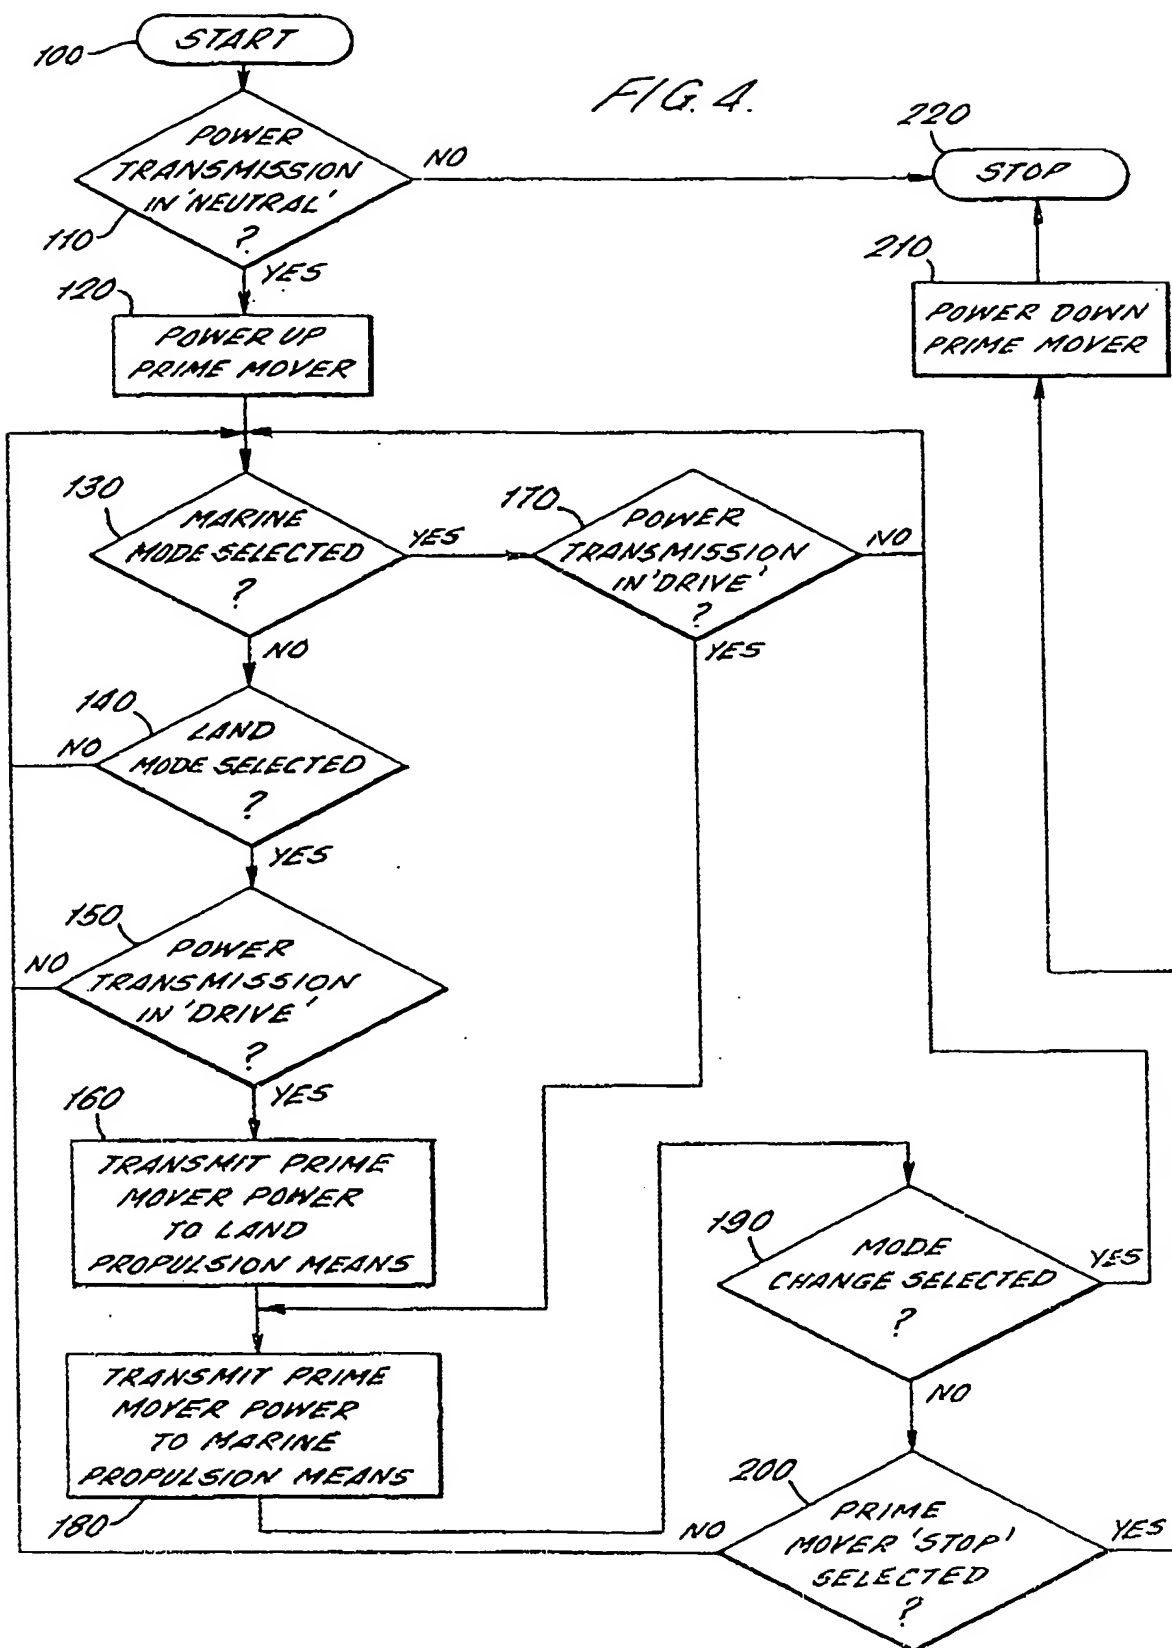 FIG. 4.
100
START
110
POWER
TRANSMISSION
IN 'NEUTRAL'
?
NO
YES
220
STOP
210
POWER DOWN
PRIME MOVER
120
POWER UP
PRIME MOVER
130
MARINE
MODE SELECTED
?
YES
NO
170
POWER
TRANSMISSION
IN 'DRIVE'
?
NO
YES
140
LAND
MODE SELECTED
?
NO
YES
150
POWER
TRANSMISSION
IN 'DRIVE'
?
NO
YES
160
TRANSMIT PRIME
MOVER POWER
TO LAND
PROPULSION MEANS
180
TRANSMIT PRIME
MOVER POWER
TO MARINE
PROPULSION MEANS
190
MODE
CHANGE SELECTED
?
YES
NO
200
PRIME
MOVER 'STOP'
SELECTED
?
NO
YES